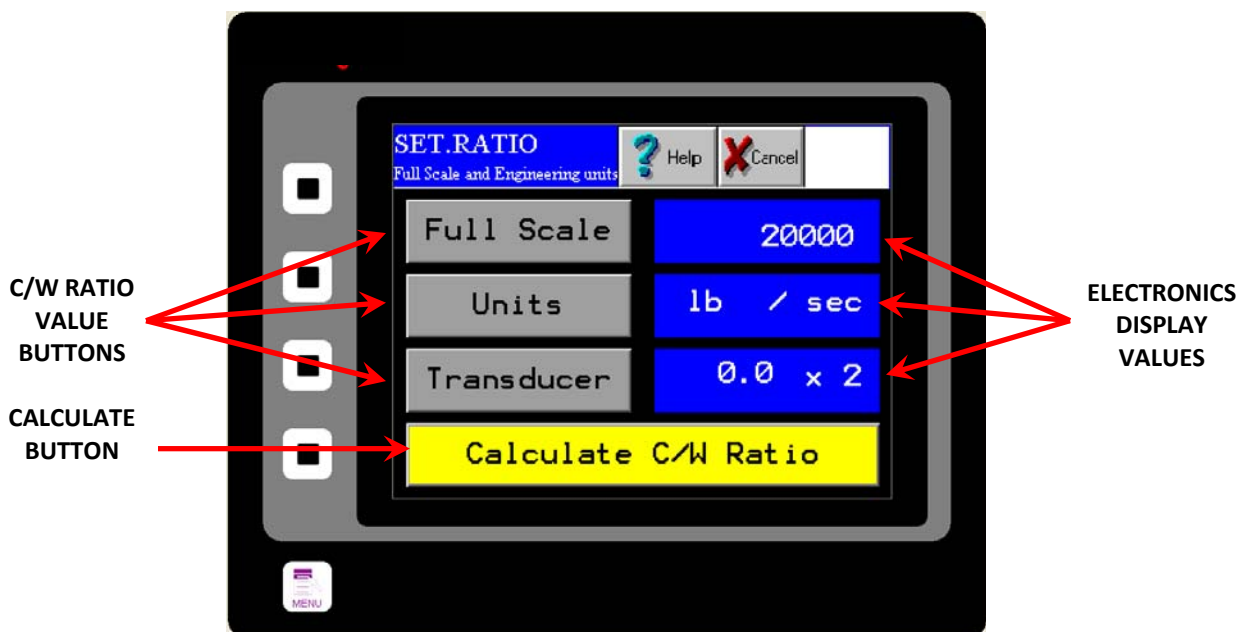 SET.RATIO
Full Scale and Engineering units
? Help
X Cancel
Full Scale
20000
Units
lb / sec
Transducer
0.0 x 2
Calculate C/W Ratio
C/W RATIO
VALUE
BUTTONS
CALCULATE
BUTTON
ELECTRONICS
DISPLAY
VALUES
MENU